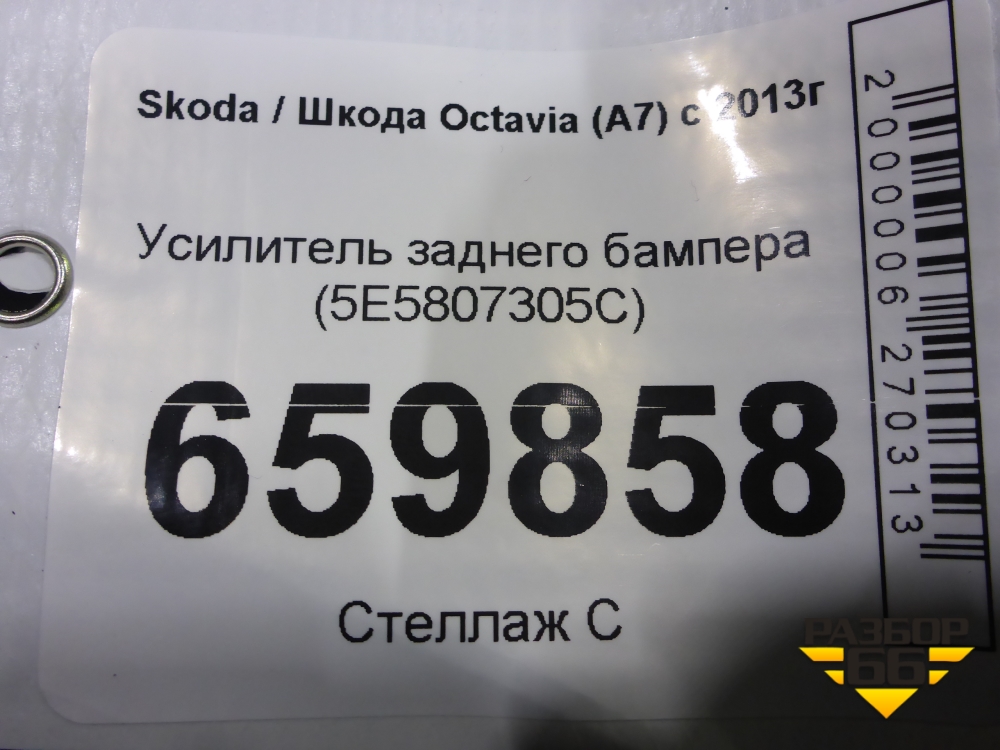 Skoda / Шкода Octavia (A7) с 2013г
Усилитель заднего бампера
(5E5807305C)
659858
Стеллаж С
2000006270313
РАЗБОР
66